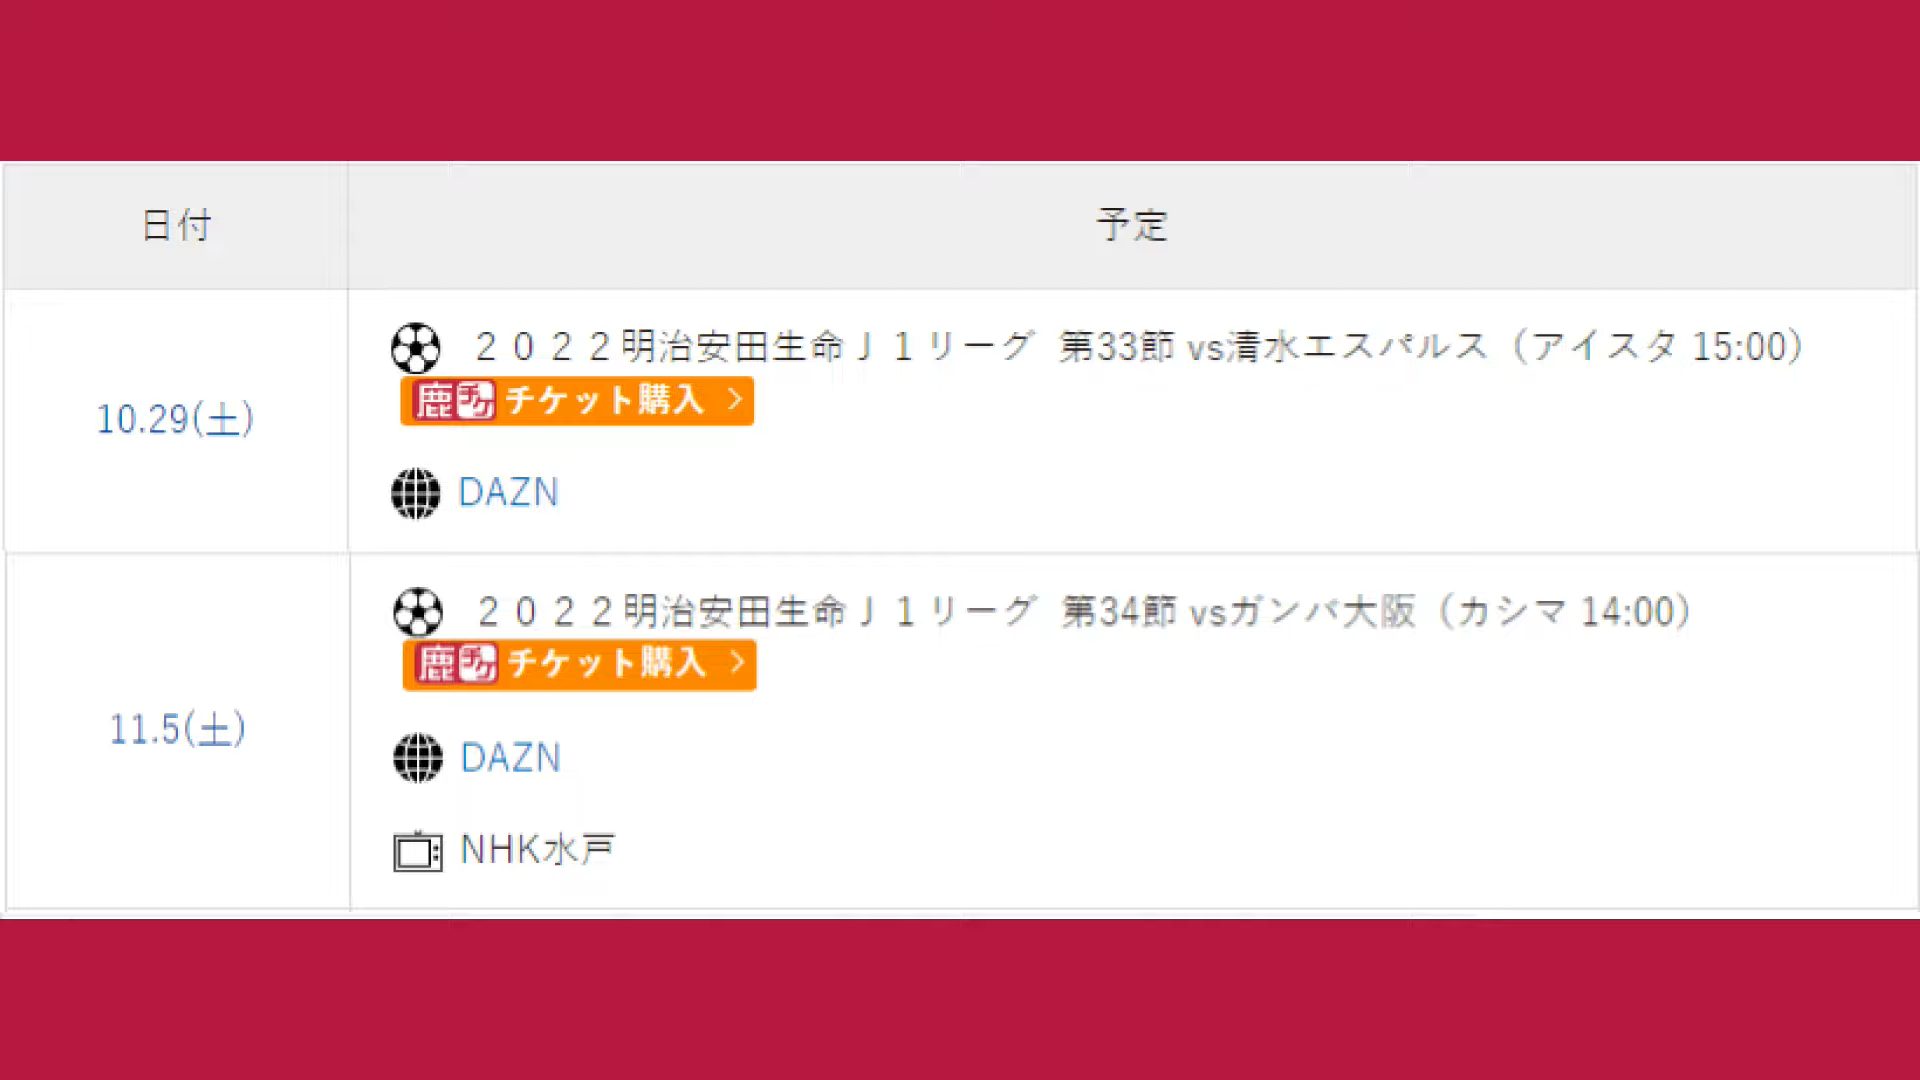 日付
予定
10.29(土)
２０２２明治安田生命Ｊ１リーグ 第33節 vs清水エスパルス（アイスタ 15:00）
鹿チケ チケット購入
DAZN
11.5(土)
２０２２明治安田生命Ｊ１リーグ 第34節 vsガンバ大阪（カシマ 14:00）
鹿チケ チケット購入
DAZN
NHK水戸